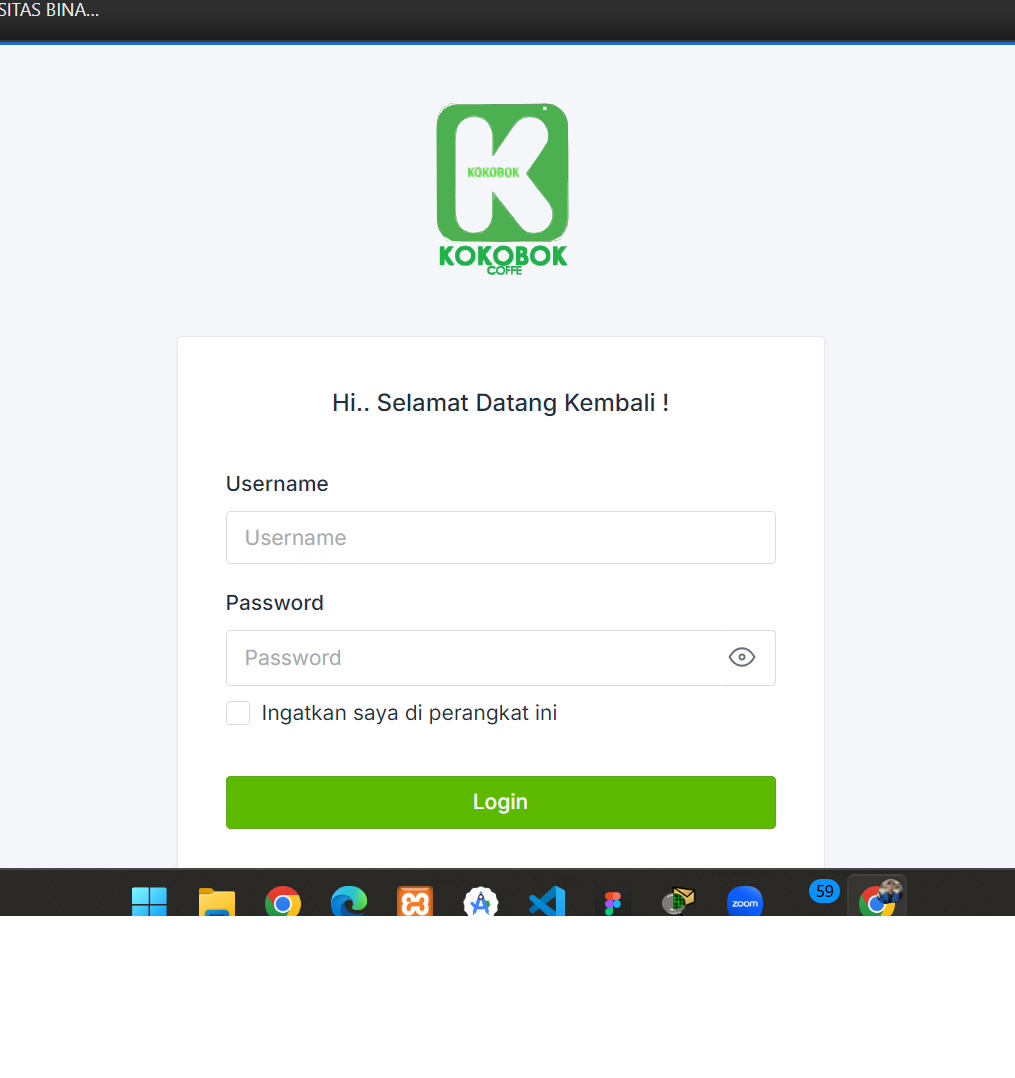 SITAS BINA...
KOKOBOK
KOKOBOK
COFFE
Hi.. Selamat Datang Kembali !
Username
Username
Password
Password
Ingatkan saya di perangkat ini
Login
zoom
59